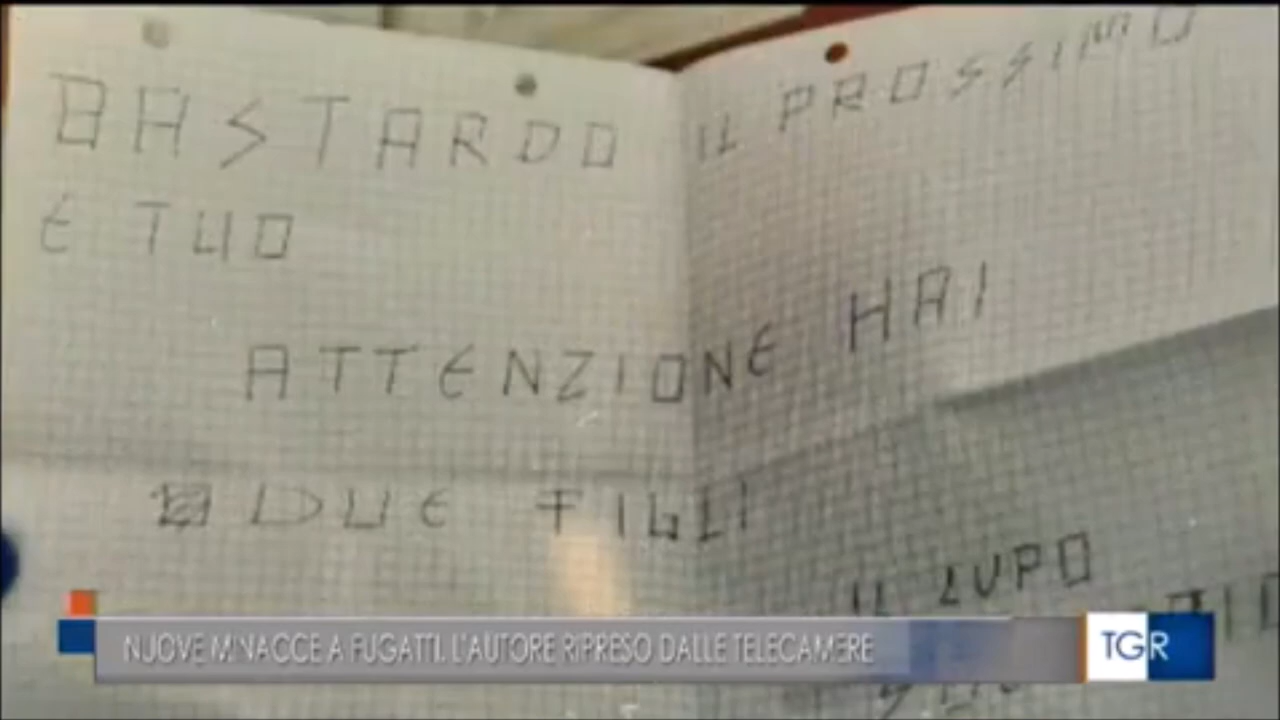 BASTARDO IL PROSSIMO
È TUO
ATTENZIONE HAI
DUE FIGLI
IL LUPO
NUOVE MINACCE A FUGATTI. L'AUTORE RIPRESO DALLE TELECAMERE
TGR